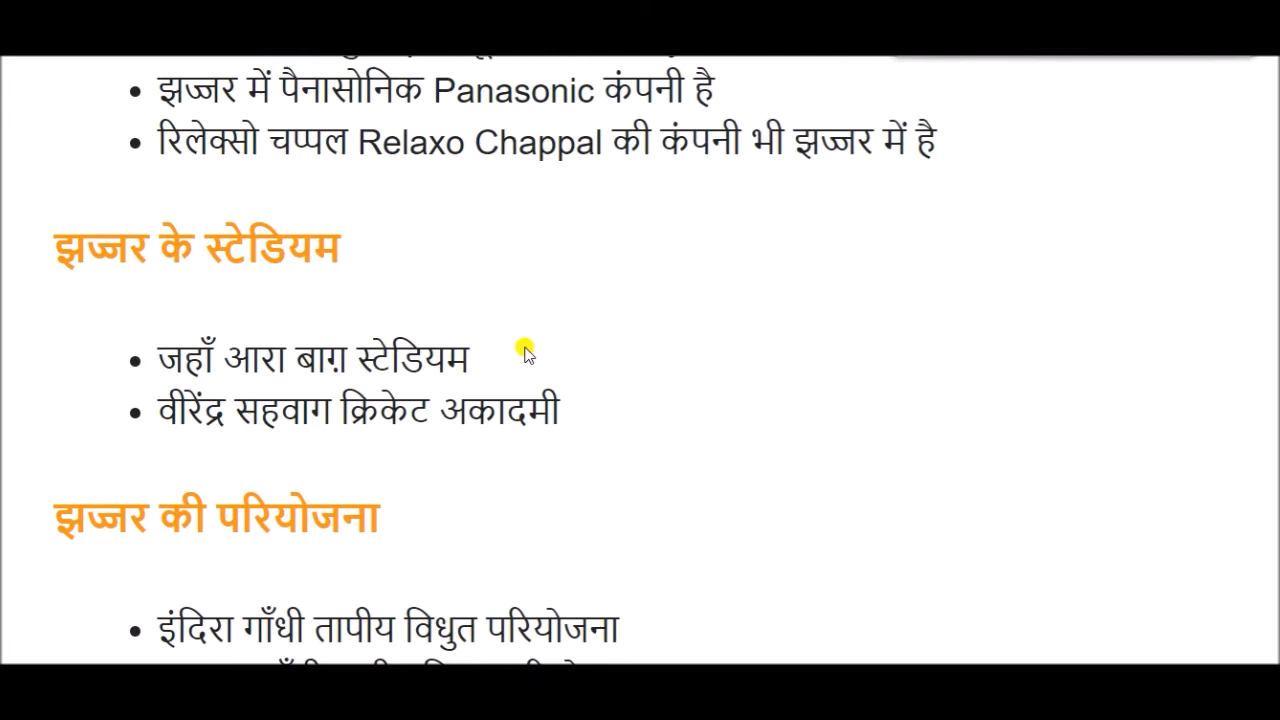 झज्जर में पैनासोनिक Panasonic कंपनी है
रिलेक्सो चप्पल Relaxo Chappal की कंपनी भी झज्जर में है
झज्जर के स्टेडियम
जहाँ आरा बाग़ स्टेडियम
वीरेंद्र सहवाग क्रिकेट अकादमी
झज्जर की परियोजना
इंदिरा गाँधी तापीय विधुत परियोजना